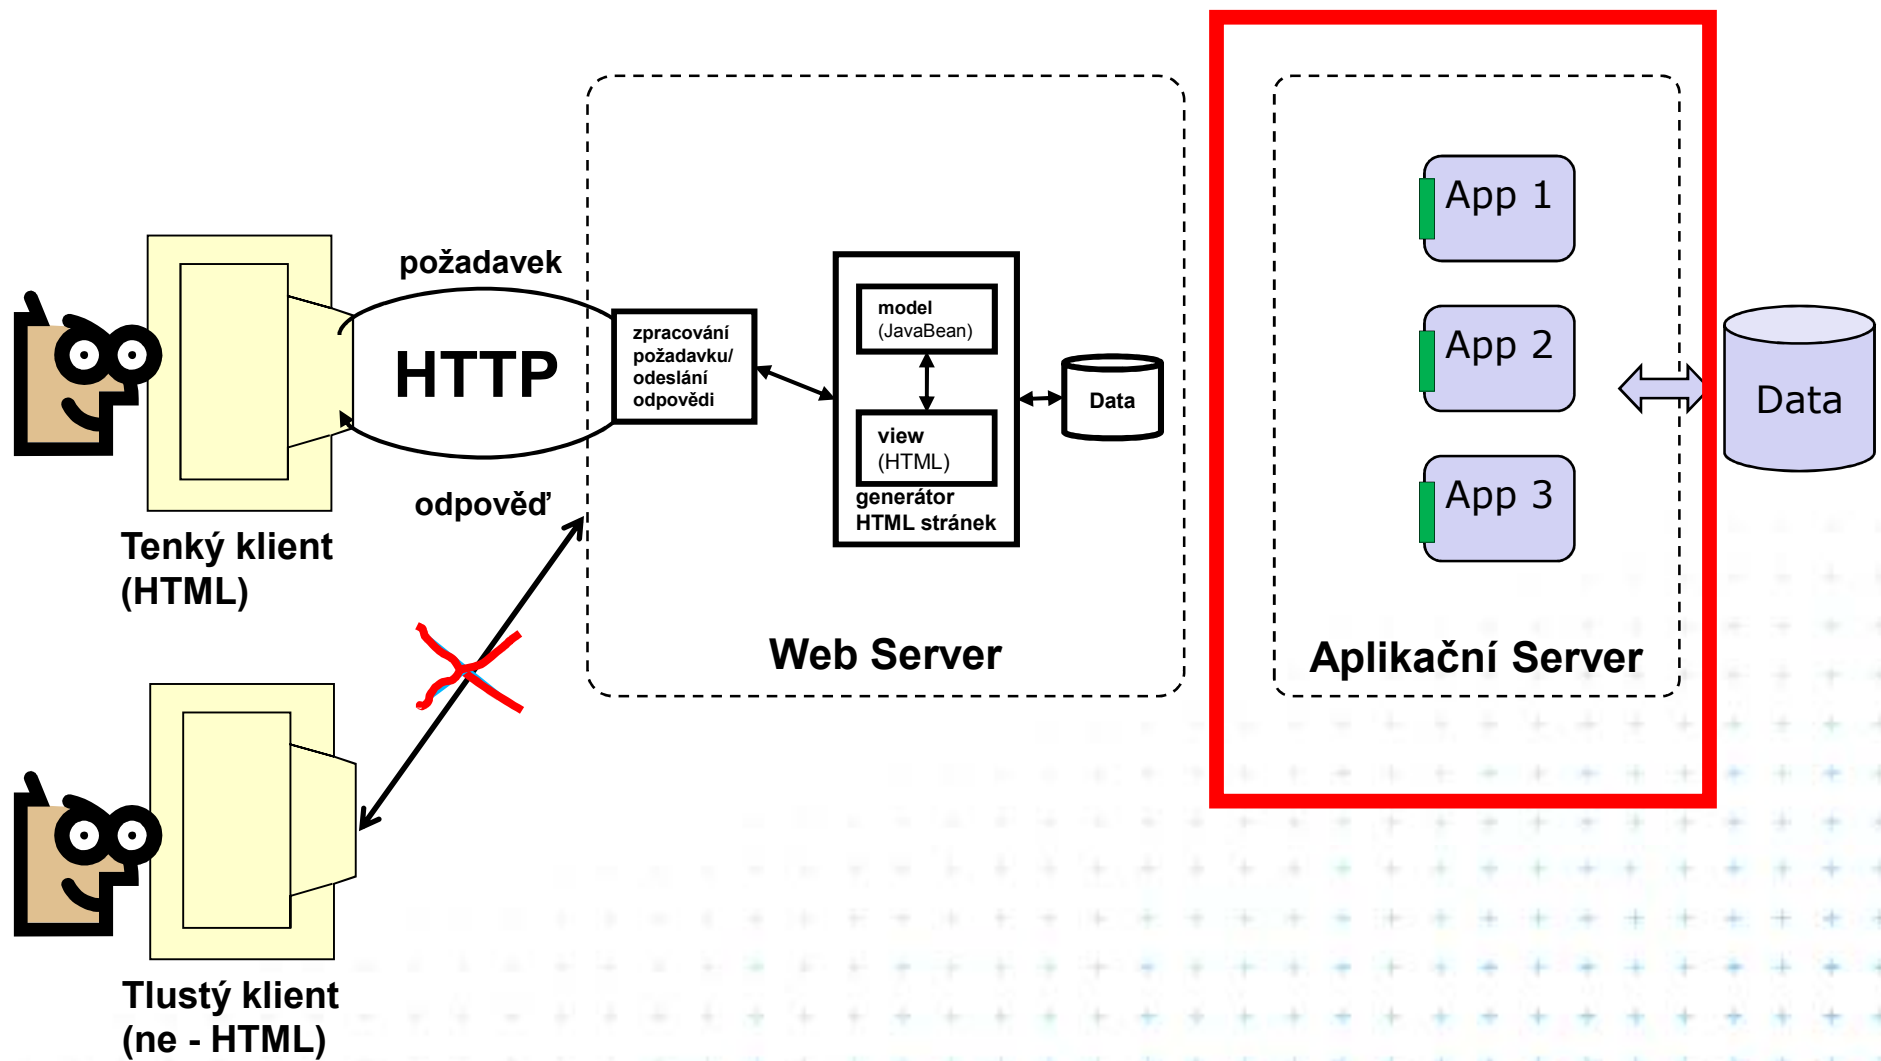 požadavek
HTTP
odpověď
Tenký klient
(HTML)
zpracování
požadavku/
odeslání
odpovědi
model
(JavaBean)
view
(HTML)
generátor
HTML stránek
Data
Web Server
App 1
App 2
App 3
Aplikační Server
Data
Tlustý klient
(ne - HTML)